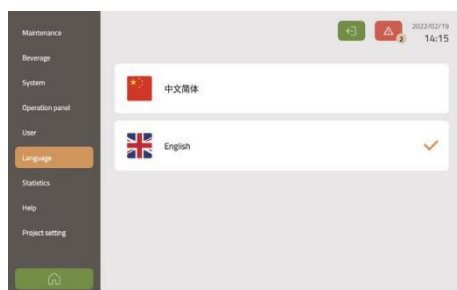 Maintenance
Beverage
System
Operation panel
User
Language
Statistics
Help
Project setting
2022/02/19
2
14:15
中文简体
English